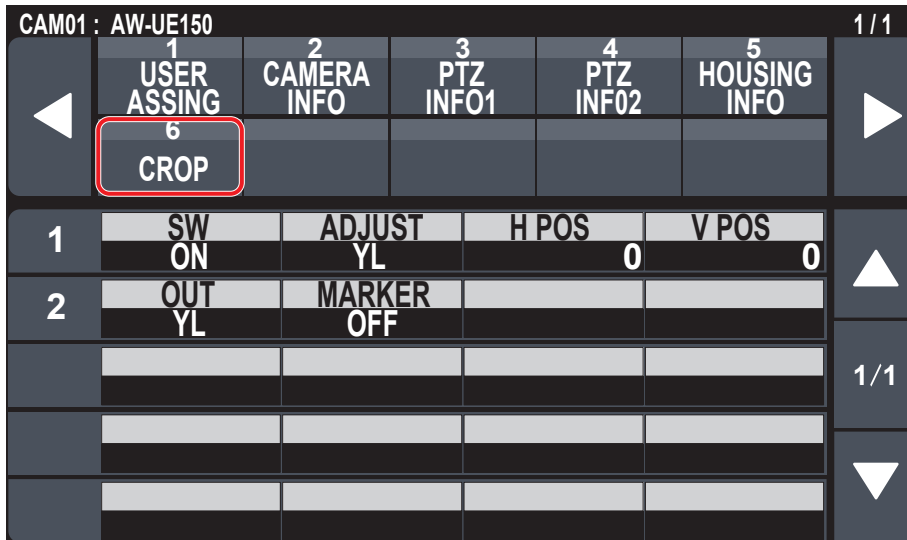 CAM01 : AW-UE150 1 / 1
1 2 3 4 5
USER CAMERA PTZ PTZ HOUSING
ASSING INFO INFO1 INF02 INFO
6
CROP
1 SW ADJUST H POS V POS
ON YL 0 0
2 OUT MARKER
YL OFF
1/1